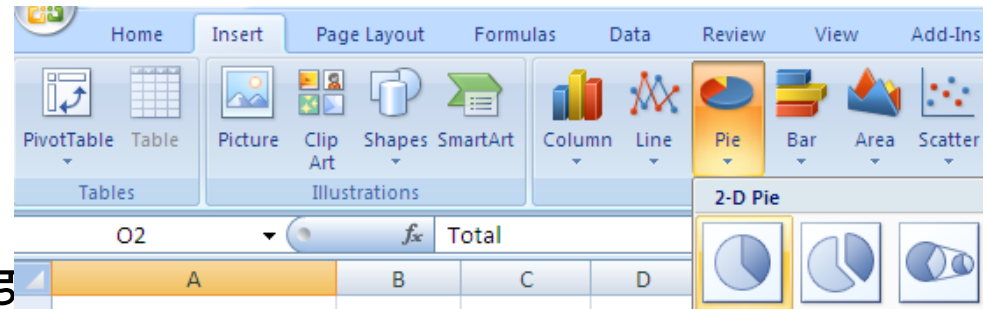 Home Insert Page Layout Formulas Data Review View Add-Ins
PivotTable Table Picture Clip Art Shapes SmartArt Column Line Pie Bar Area Scatter
Tables Illustrations
2-D Pie
O2 fx Total
A B C D